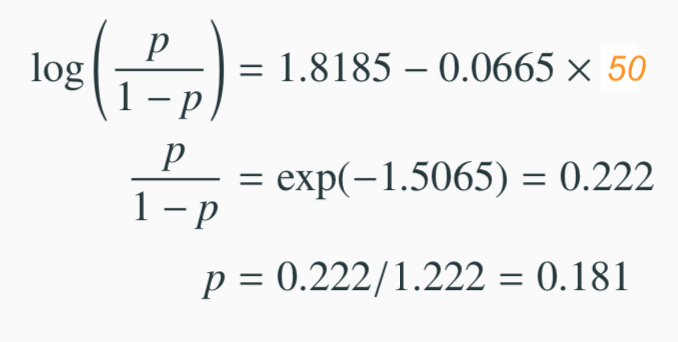 log(p/(1 − p)) = 1.8185 − 0.0665 × 50
p/(1 − p) = exp(−1.5065) = 0.222
p = 0.222/1.222 = 0.181